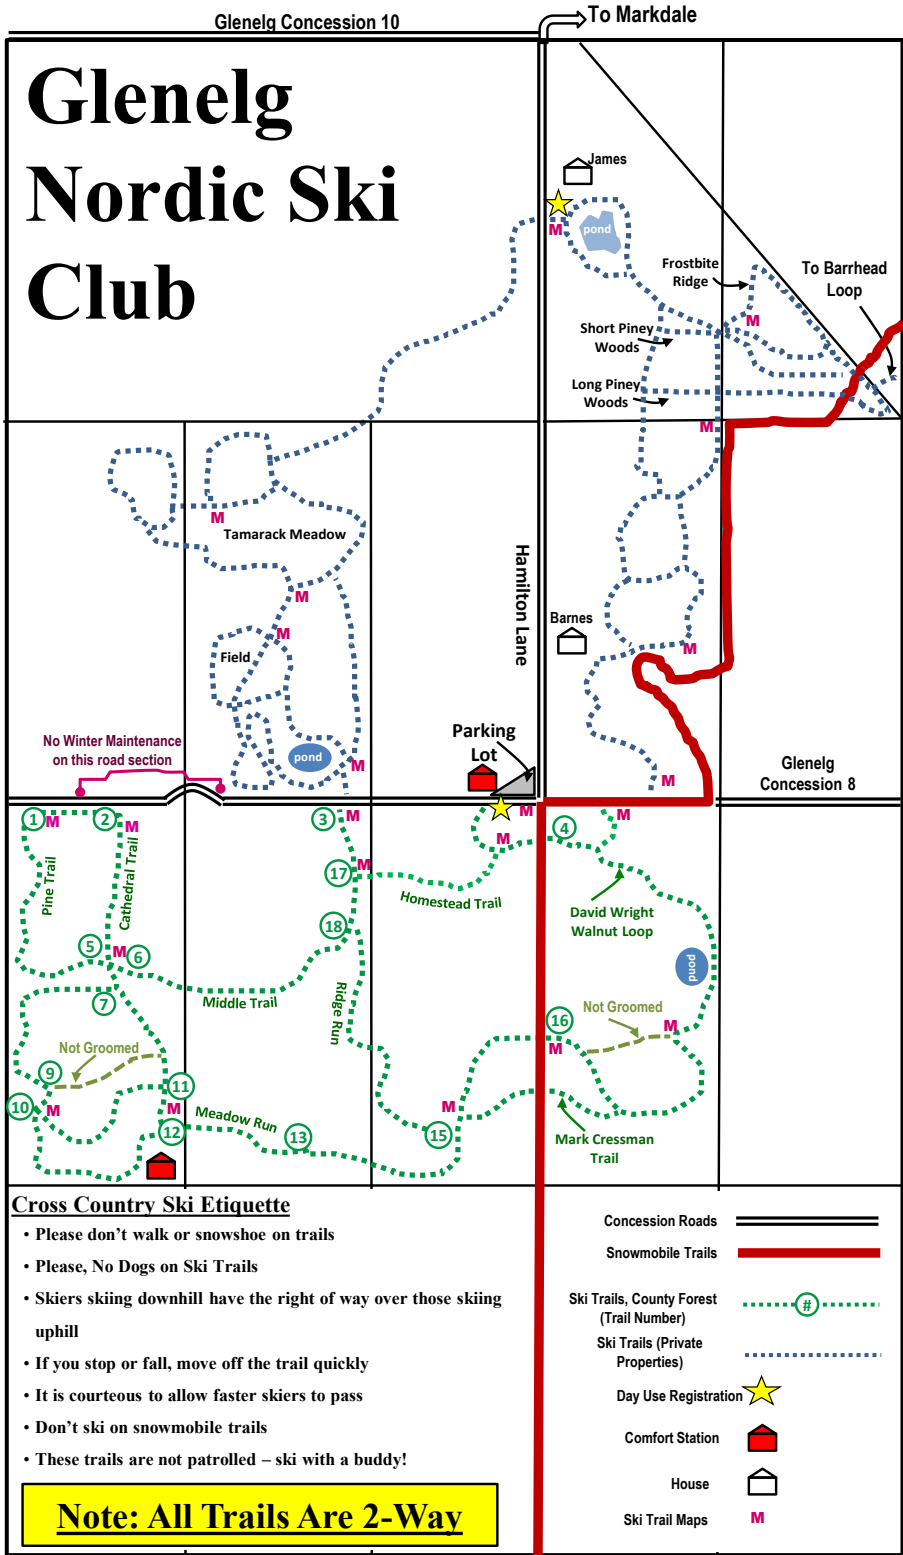 Glenelg Concession 10
To Markdale
Glenelg
Nordic Ski
Club
James
pond
M
Frostbite
Ridge
To Barrhead
Loop
M
Short Piney
Woods
Long Piney
Woods
M
M
Tamarack Meadow
Hamilton Lane
M
M
Barnes
Field
M
No Winter Maintenance
on this road section
pond
M
Parking
Lot
M
Glenelg
Concession 8
1
M
2
M
3
M
M
4
M
Pine Trail
Cathedral Trail
17
M
M
Homestead Trail
David Wright
Walnut Loop
18
5
M
6
pond
7
Middle Trail
Ridge Run
Not Groomed
16
M
M
Not Groomed
9
10
M
11
M
12
Meadow Run
13
M
15
Mark Cressman
Trail
Cross Country Ski Etiquette
• Please don't walk or snowshoe on trails
• Please, No Dogs on Ski Trails
• Skiers skiing downhill have the right of way over those skiing
uphill
• If you stop or fall, move off the trail quickly
• It is courteous to allow faster skiers to pass
• Don't ski on snowmobile trails
• These trails are not patrolled – ski with a buddy!
Note: All Trails Are 2-Way
Concession Roads
Snowmobile Trails
Ski Trails, County Forest
(Trail Number)
#
Ski Trails (Private
Properties)
Day Use Registration
Comfort Station
House
Ski Trail Maps
M